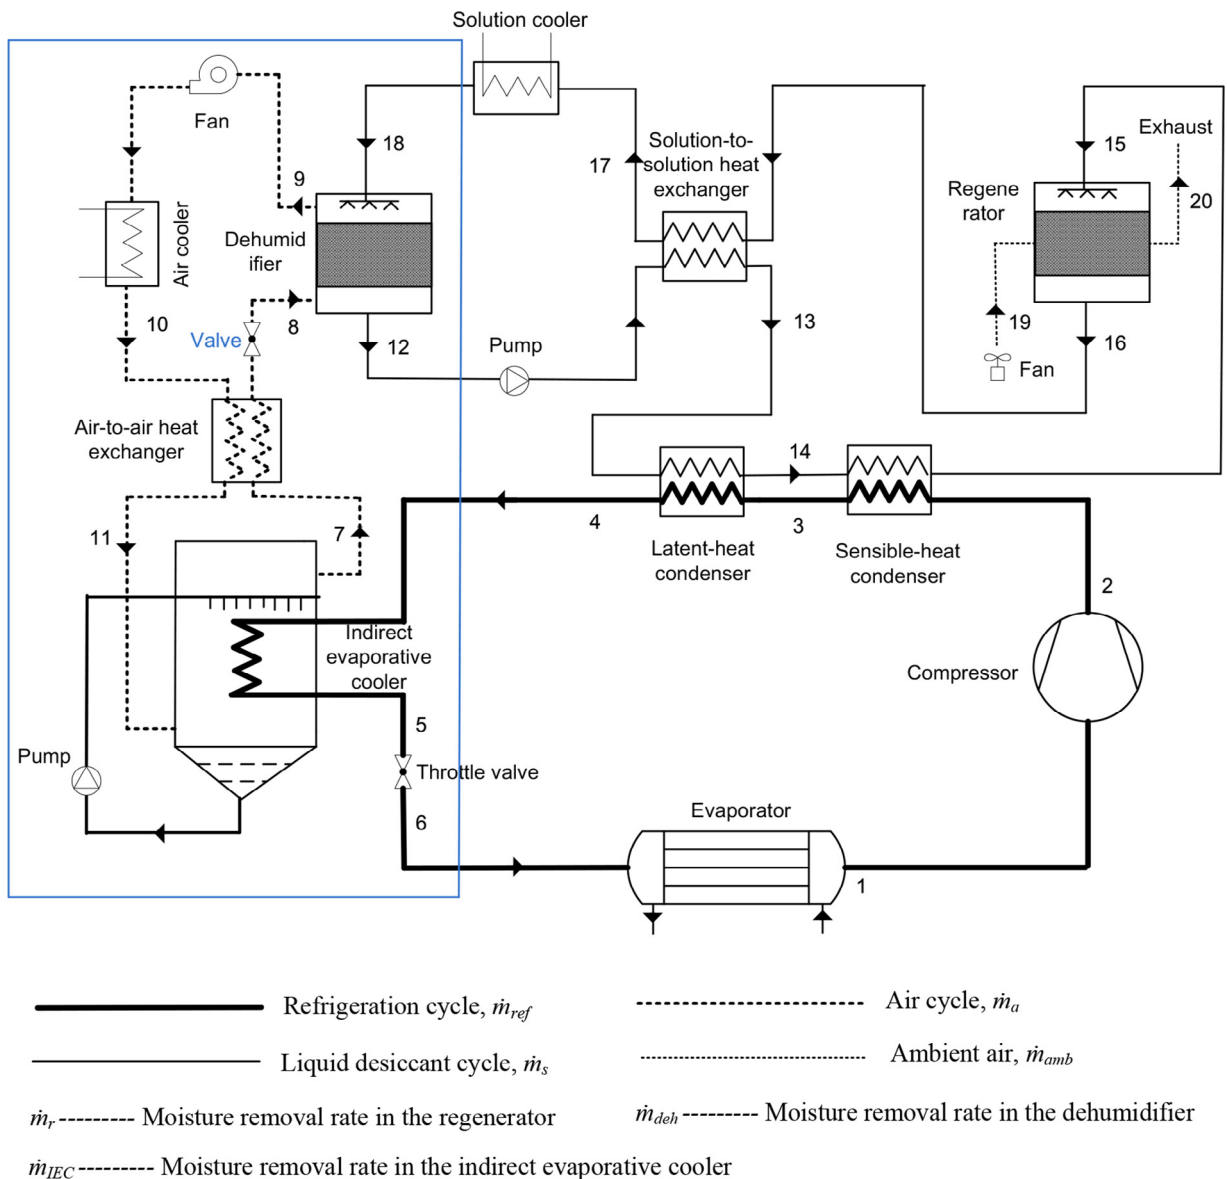 Solution cooler
Fan
18
17
Solution-to-
solution heat
exchanger
15
Exhaust
9
Regene
rator
20
Dehumid
ifier
Air cooler
10
8
Valve
12
Pump
13
19
16
Fan
Air-to-air heat
exchanger
14
11
7
4
3
Latent-heat
condenser
Sensible-heat
condenser
2
Indirect
evaporative
cooler
Compressor
5
Pump
Throttle valve
6
Evaporator
1
Refrigeration cycle, ṁref
Air cycle, ṁa
Liquid desiccant cycle, ṁs
Ambient air, ṁamb
ṁr --------- Moisture removal rate in the regenerator
ṁdeh --------- Moisture removal rate in the dehumidifier
ṁIEC --------- Moisture removal rate in the indirect evaporative cooler